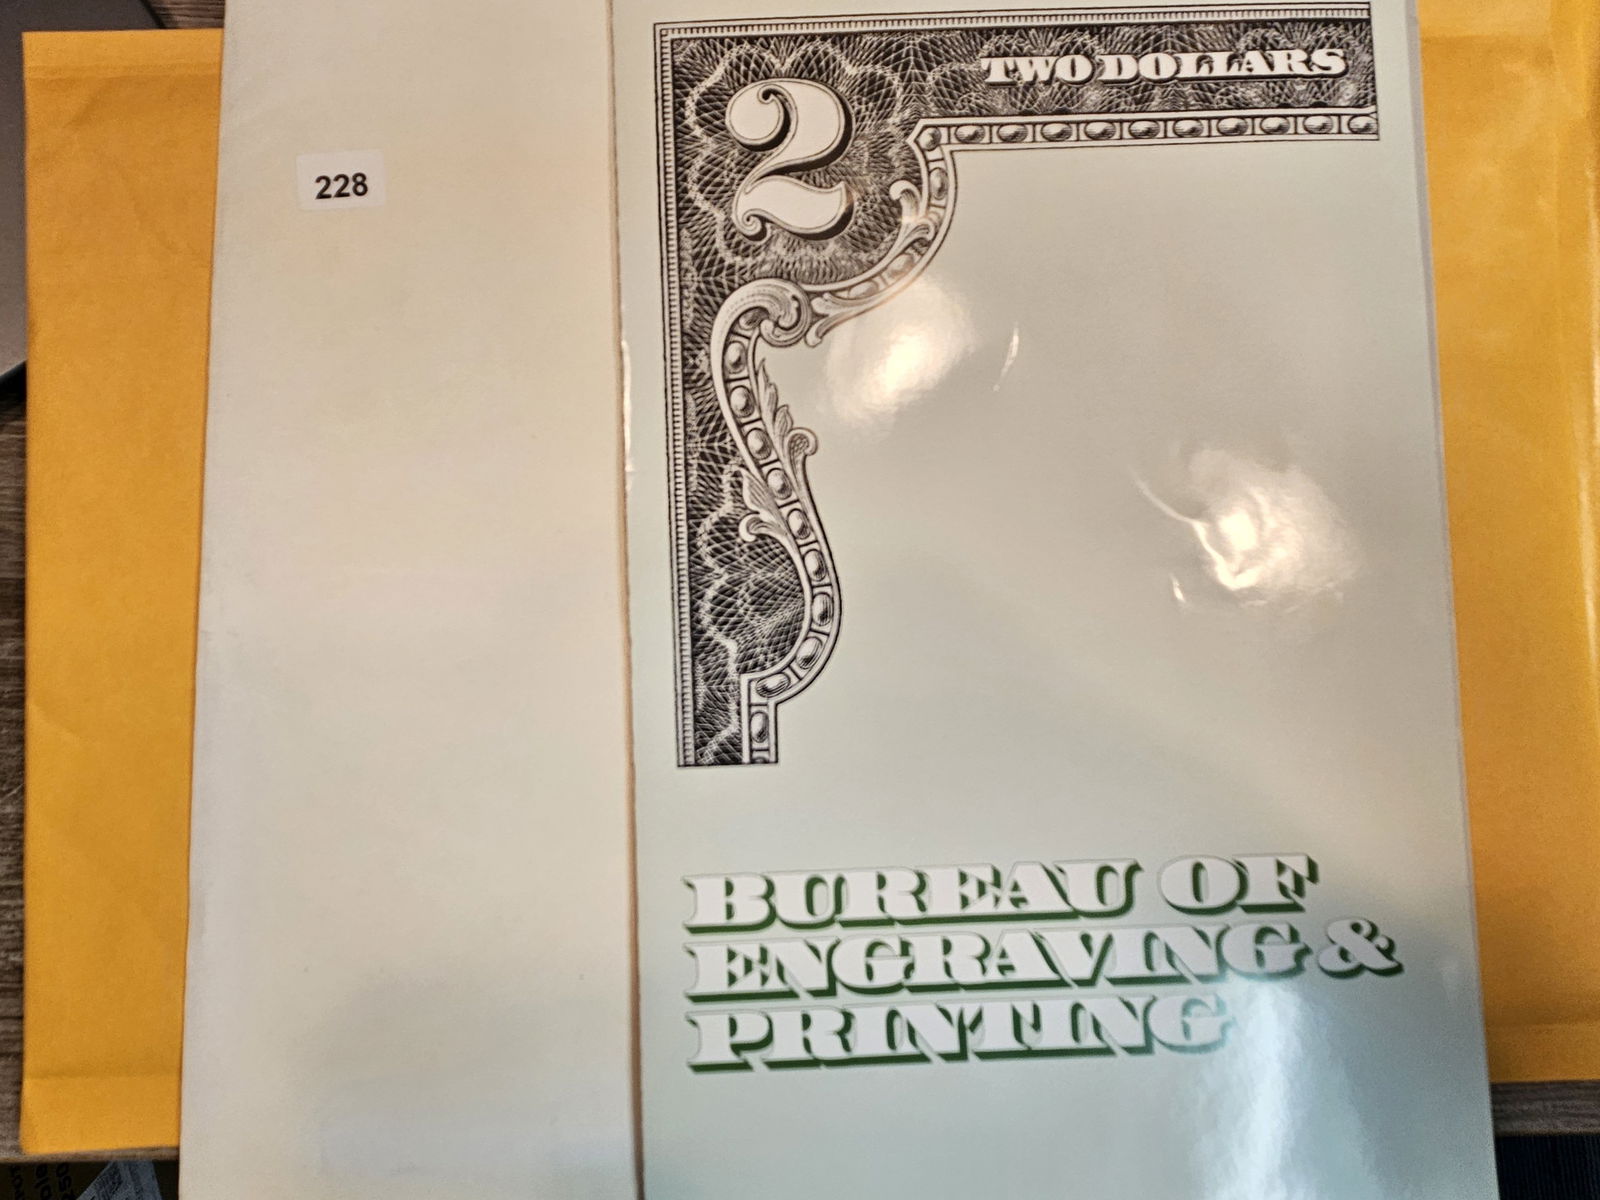 228
2
TWO DOLLARS
BUREAU OF
ENGRAVING &
PRINTING